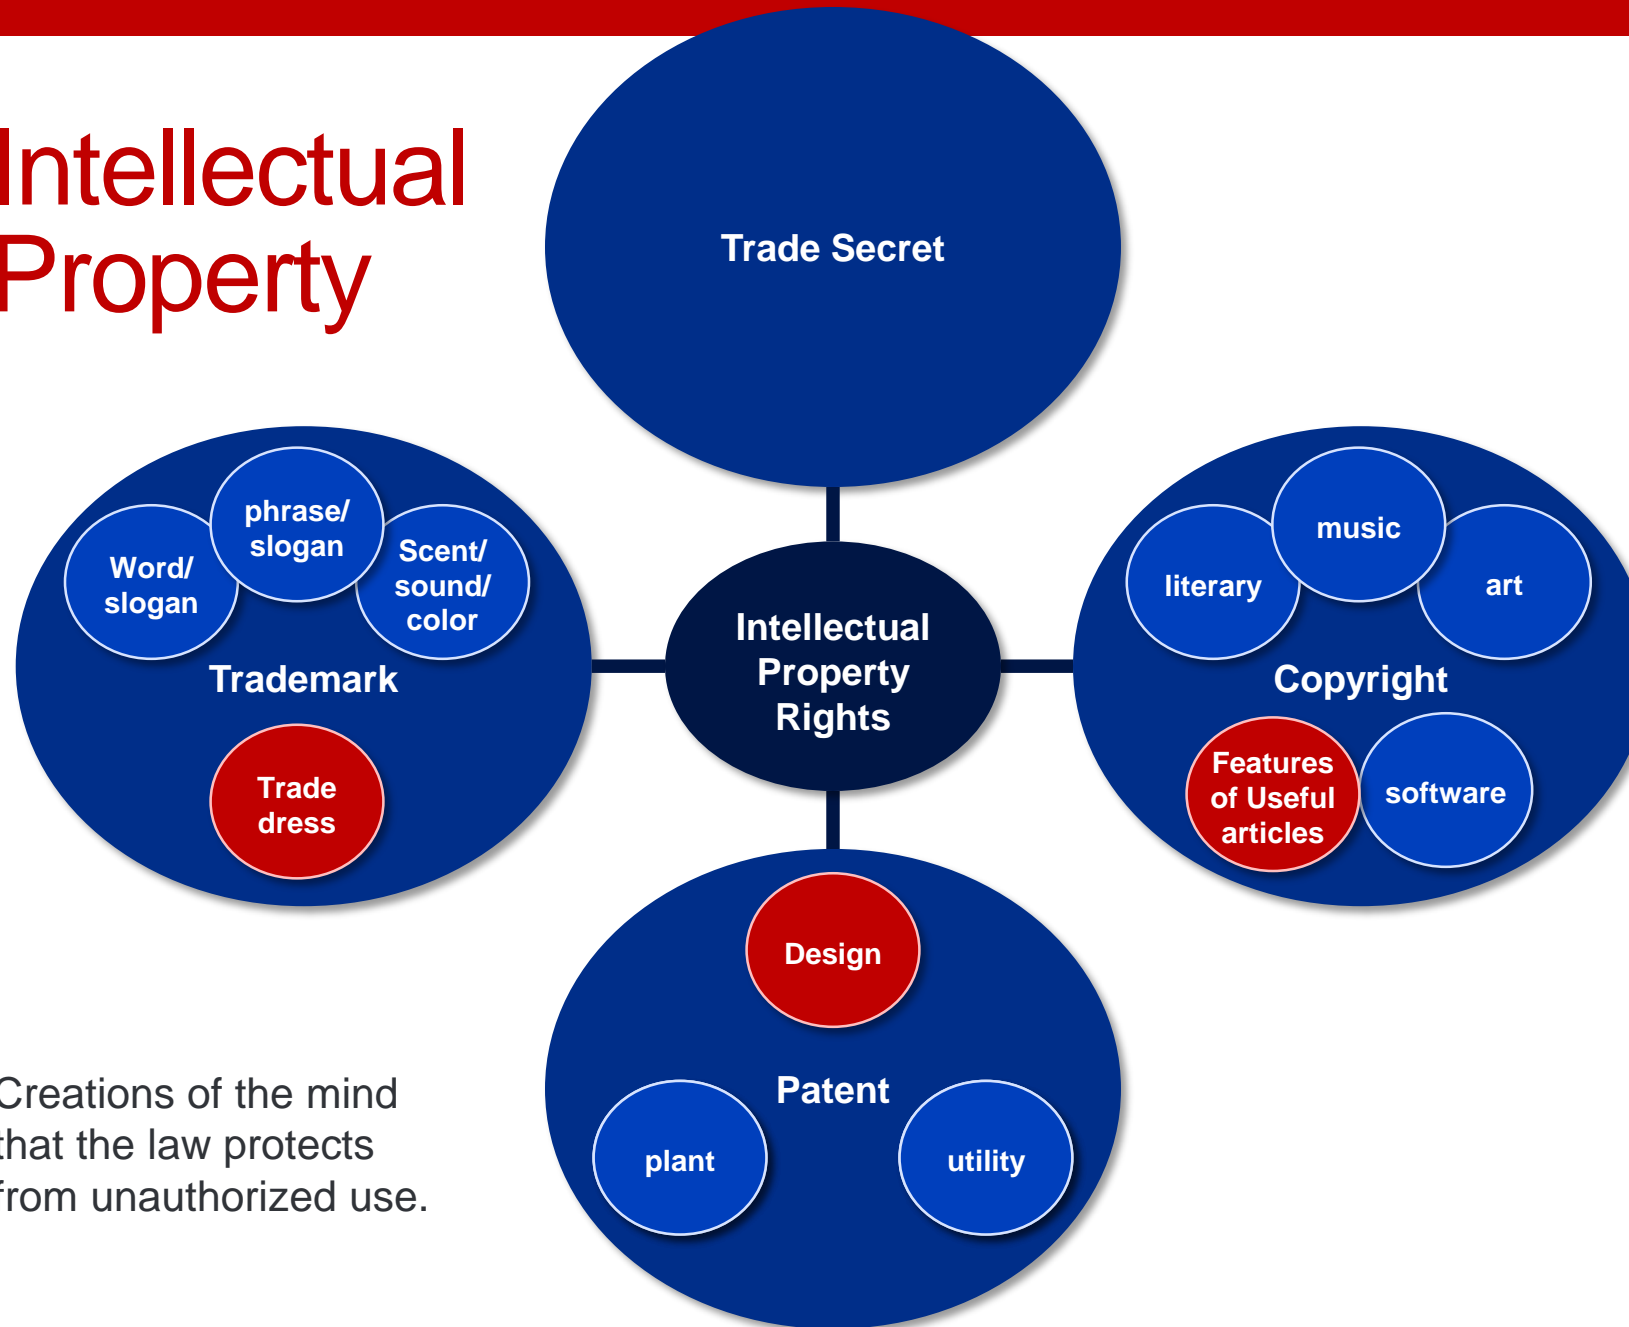 Intellectual
Property
Trade Secret
phrase/
slogan
Word/
slogan
Scent/
sound/
color
Trademark
Trade
dress
Intellectual
Property
Rights
music
literary
art
Copyright
Features
of Useful
articles
software
Design
Patent
plant
utility
Creations of the mind
that the law protects
from unauthorized use.